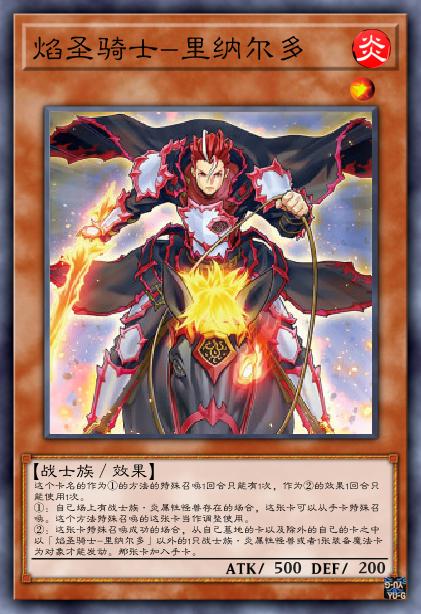 焰圣骑士-里纳尔多
炎
【战士族／效果】
这个卡名的作为①的方法的特殊召唤1回合只能有1次，作为②的效果1回合只
能使用1次。
①：自己场上有战士族·炎属性怪兽存在的场合，这张卡可以从手卡特殊召
唤。这个方法特殊召唤的这张卡当作调整使用。
②：这张卡特殊召唤成功的场合，从自己墓地的卡以及除外的自己的卡之中
以「焰圣骑士-里纳尔多」以外的1只战士族·炎属性怪兽或者1张装备魔法卡
为对象才能发动。那张卡加入手卡。
ATK/ 500 DEF/ 200